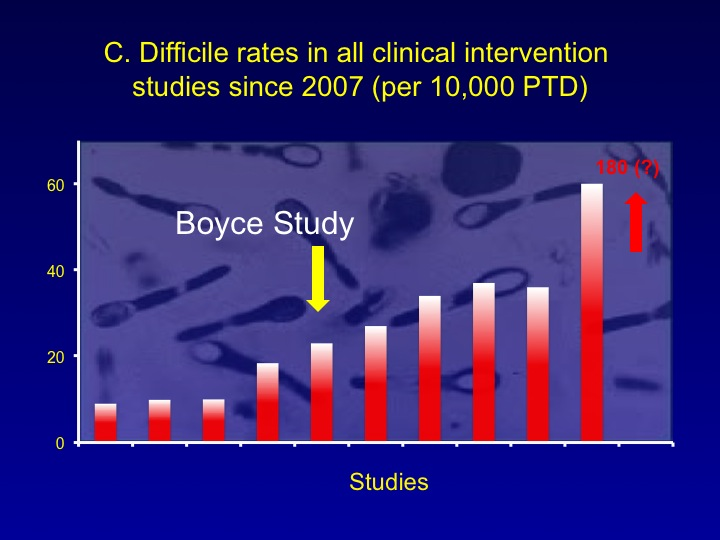 C. Difficile rates in all clinical intervention
studies since 2007 (per 10,000 PTD)
180 (?)
60
Boyce Study
40
20
0
Studies